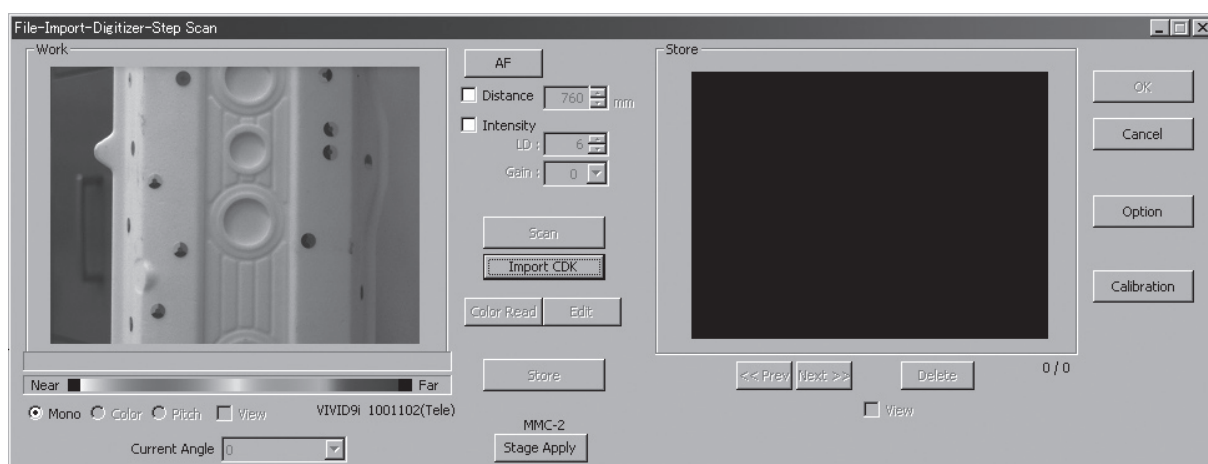 File-Import-Digitizer-Step Scan
Work
AF
Distance 760 mm
Intensity
LD : 6
Gain : 0
Scan
Import CDK
Color Read Edit
Store
Near Far
Mono Color Pitch View VIVID9i 1001102(Tele)
Current Angle 0
MMC-2
Stage Apply
Store
<< Prev Next >> Delete 0 / 0
View
OK
Cancel
Option
Calibration